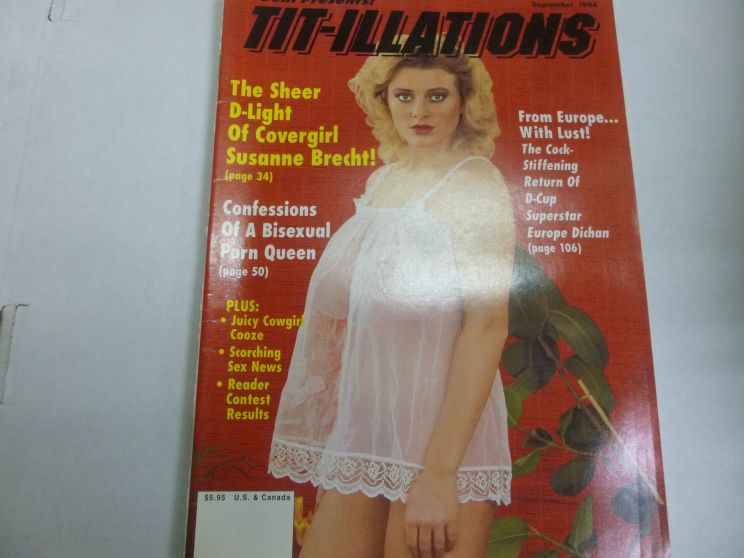 Presents!
September 1994
TIT-ILLATIONS
The Sheer
D-Light
Of Covergirl
Susanne Brecht!
(page 34)
Confessions
Of A Bisexual
Porn Queen
(page 50)
PLUS:
• Juicy Cowgirl
Cooze
• Scorching
Sex News
• Reader
Contest
Results
From Europe...
With Lust!
The Cock-
Stiffening
Return Of
D-Cup
Superstar
Europe Dichan
(page 106)
$5.95 U.S. & Canada